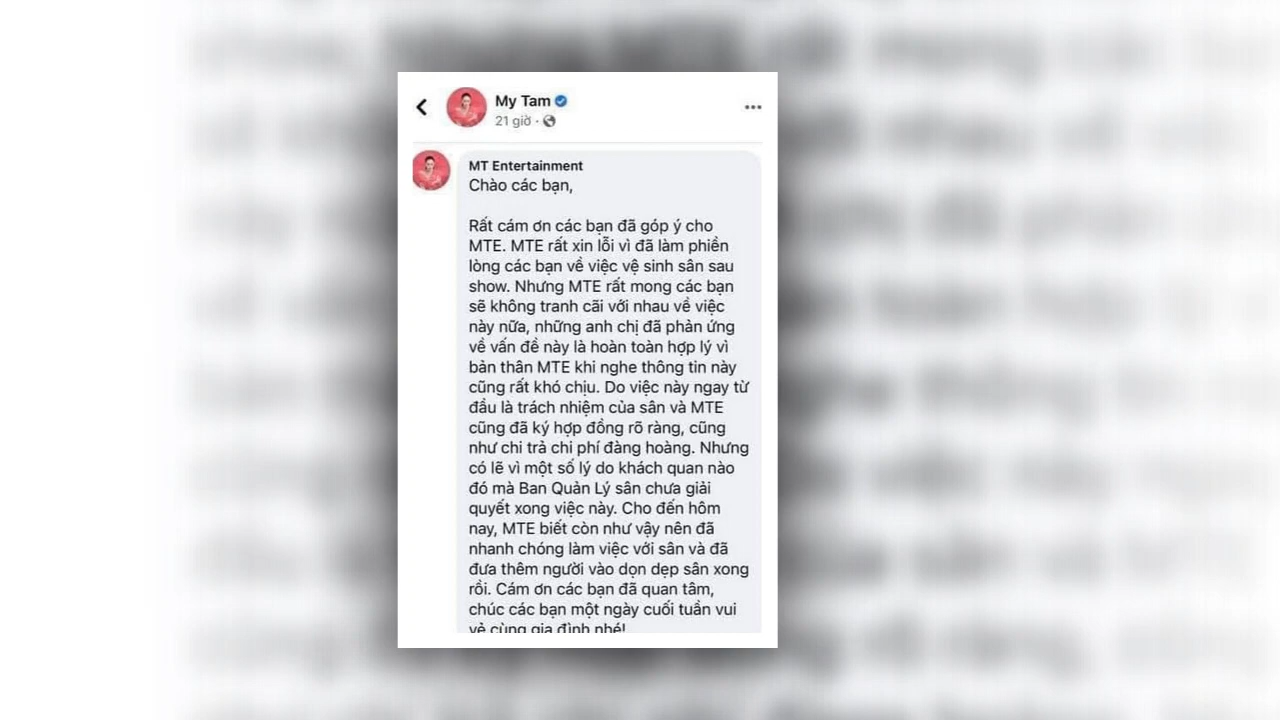 My Tam
21 giờ ·
MT Entertainment
Chào các bạn,
Rất cám ơn các bạn đã góp ý cho
MTE. MTE rất xin lỗi vì đã làm phiền
lòng các bạn về việc vệ sinh sân sau
show. Nhưng MTE rất mong các bạn
sẽ không tranh cãi với nhau về việc
này nữa, những anh chị đã phản ứng
về vấn đề này là hoàn toàn hợp lý vì
bản thân MTE khi nghe thông tin này
cũng rất khó chịu. Do việc này ngay từ
đầu là trách nhiệm của sân và MTE
cũng đã ký hợp đồng rõ ràng, cũng
như chi trả chi phí đàng hoàng. Nhưng
có lẽ vì một số lý do khách quan nào
đó mà Ban Quản Lý sân chưa giải
quyết xong việc này. Cho đến hôm
nay, MTE biết còn như vậy nên đã
nhanh chóng làm việc với sân và đã
đưa thêm người vào dọn dẹp sân xong
rồi. Cám ơn các bạn đã quan tâm,
chúc các bạn một ngày cuối tuần vui
vẻ cùng gia đình nhé!